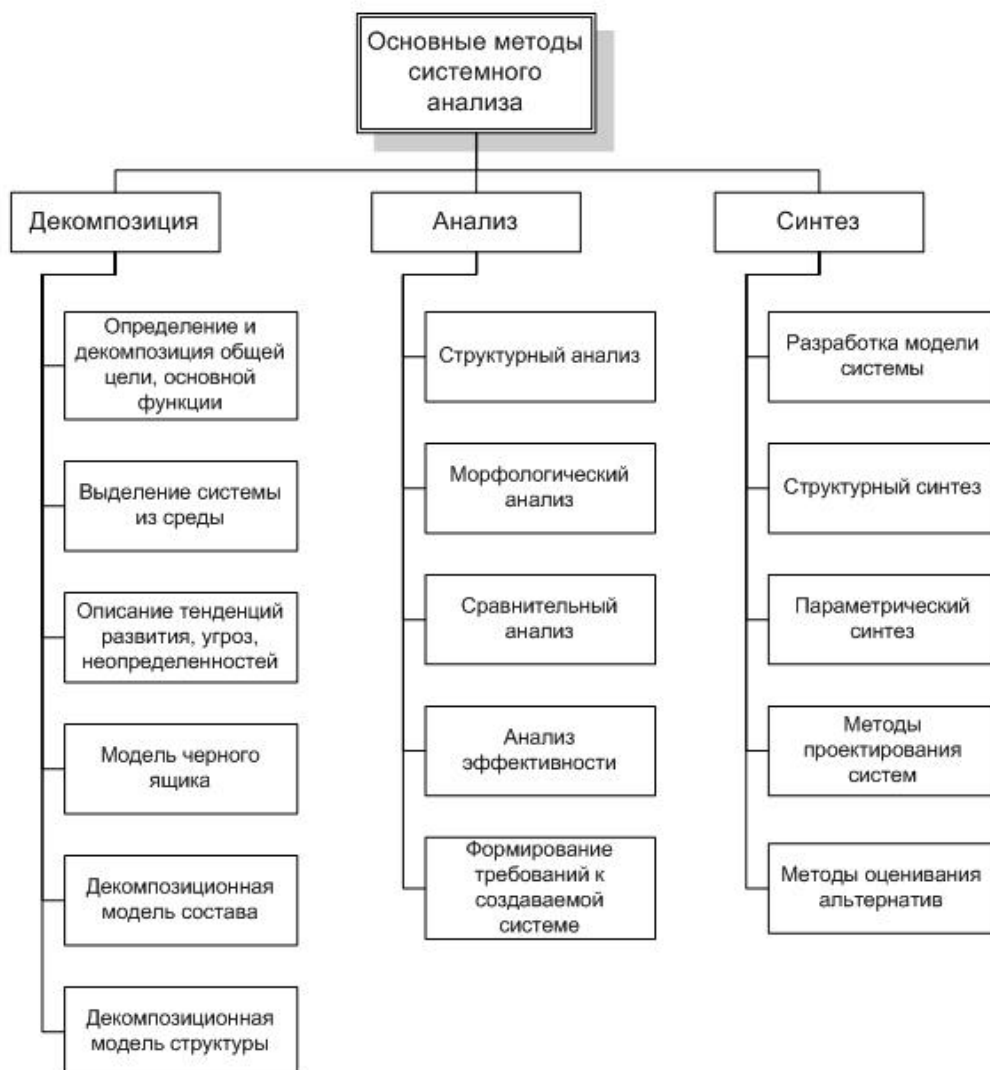 Основные методы
системного
анализа
Декомпозиция
Анализ
Синтез
Определение и
декомпозиция общей
цели, основной
функции
Выделение системы
из среды
Описание тенденций
развития, угроз,
неопределенностей
Модель черного
ящика
Декомпозиционная
модель состава
Декомпозиционная
модель структуры
Структурный анализ
Морфологический
анализ
Сравнительный
анализ
Анализ
эффективности
Формирование
требований к
создаваемой
системе
Разработка модели
системы
Структурный синтез
Параметрический
синтез
Методы
проектирования
систем
Методы оценивания
альтернатив